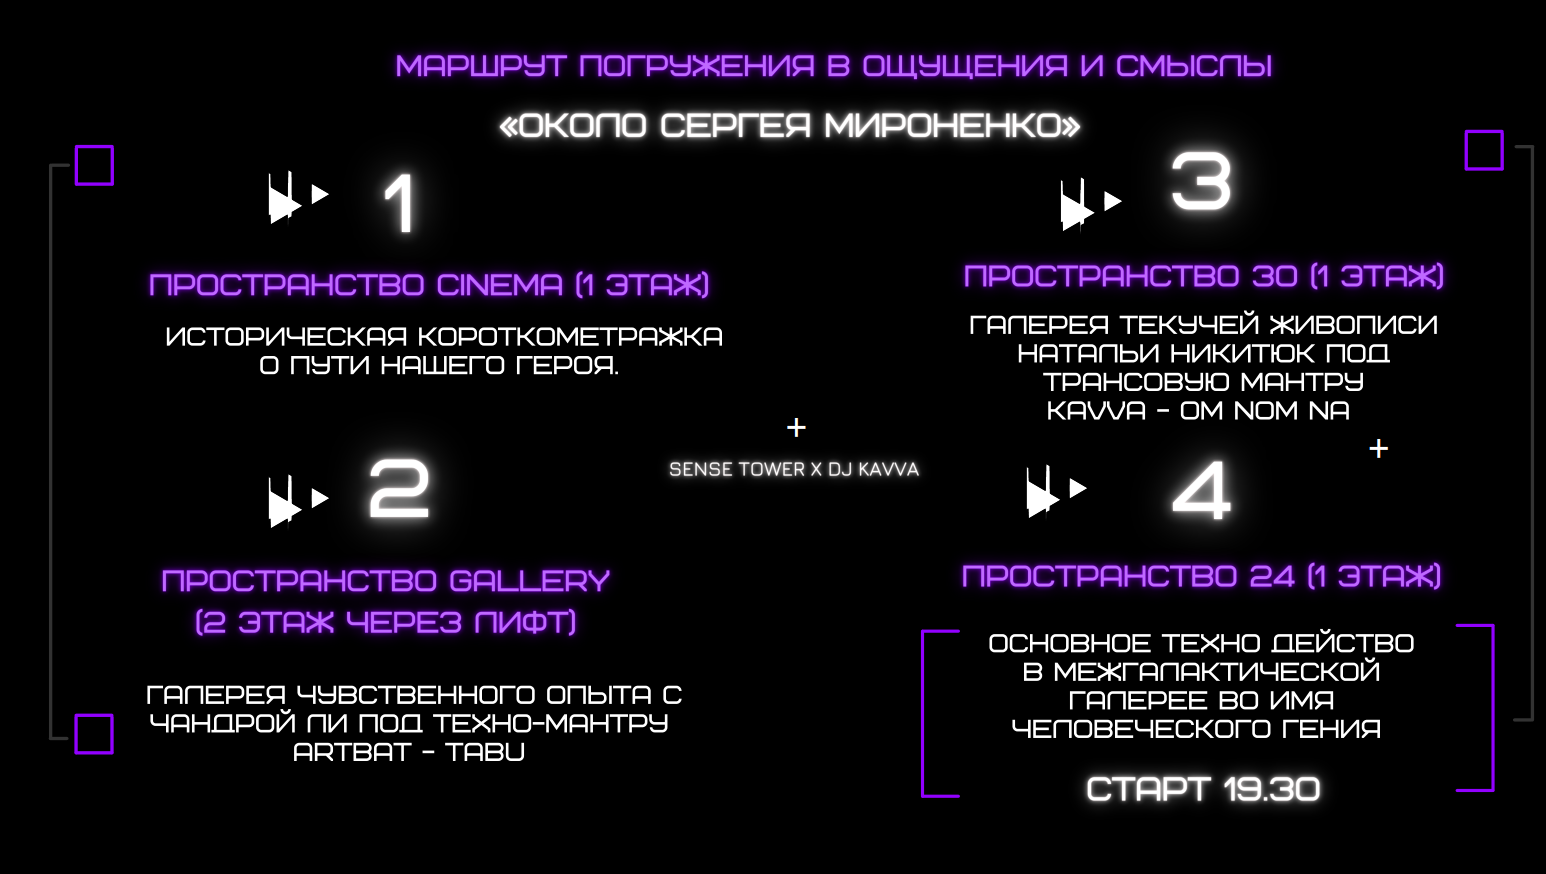 МАРШРУТ ПОГРУЖЕНИЯ В ОЩУЩЕНИЯ И СМЫСЛЫ
«ОКОЛО СЕРГЕЯ МИРОНЕНКО»
1
ПРОСТРАНСТВО CINEMA (1 ЭТАЖ)
ИСТОРИЧЕСКАЯ КОРОТКОМЕТРАЖКА
О ПУТИ НАШЕГО ГЕРОЯ.
2
ПРОСТРАНСТВО GALLERY
(2 ЭТАЖ ЧЕРЕЗ ЛИФТ)
ГАЛЕРЕЯ ЧУВСТВЕННОГО ОПЫТА С
ЧАНДРОЙ ЛИ ПОД ТЕХНО-МАНТРУ
ARTBAT - TABU
+
SENSE TOWER X DJ KAVVA
3
ПРОСТРАНСТВО 30 (1 ЭТАЖ)
ГАЛЕРЕЯ ТЕКУЧЕЙ ЖИВОПИСИ
НАТАЛЬИ НИКИТЮК ПОД
ТРАНСОВУЮ МАНТРУ
KAVVA - OM NOM NA
+
4
ПРОСТРАНСТВО 24 (1 ЭТАЖ)
ОСНОВНОЕ ТЕХНО ДЕЙСТВО
В МЕЖГАЛАКТИЧЕСКОЙ
ГАЛЕРЕЕ ВО ИМЯ
ЧЕЛОВЕЧЕСКОГО ГЕНИЯ
СТАРТ 19.30